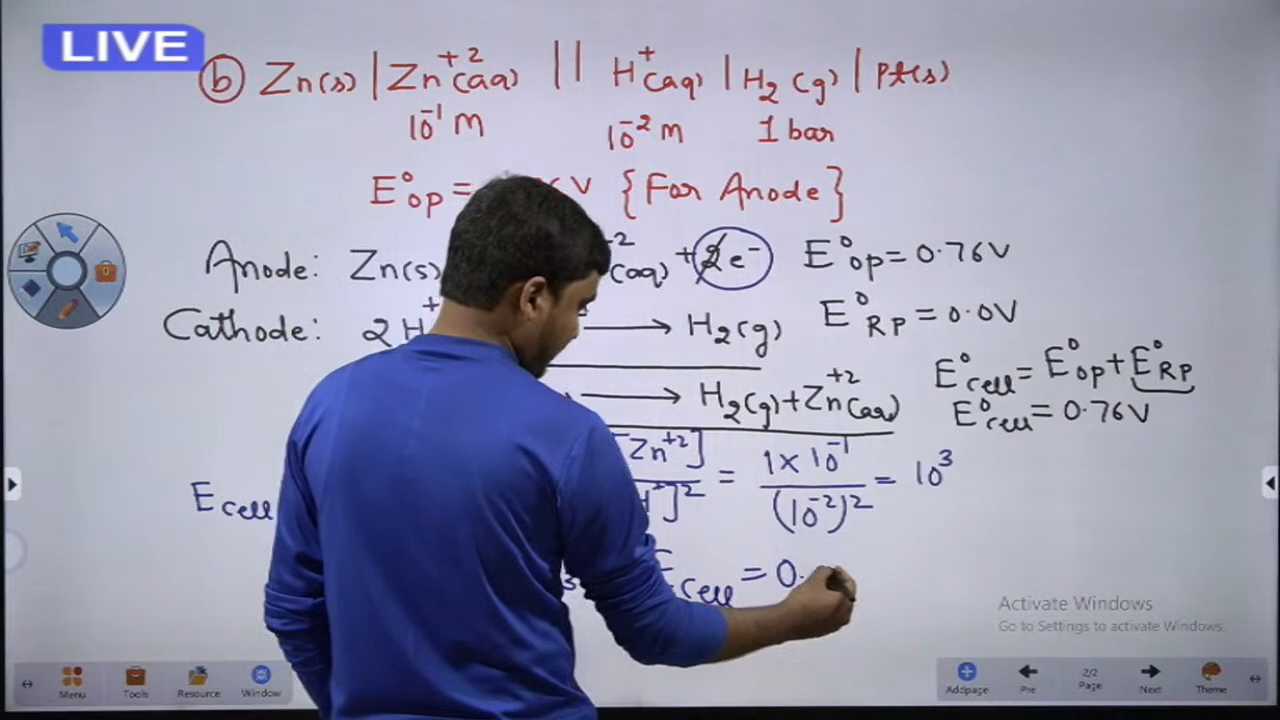 LIVE
ⓑ Zn(s) | Zn⁺²(aq) || H⁺(aq) | H₂(g) | Pt(s)
10⁻¹ M 10⁻² M 1 bar
E°op = V {For Anode}
Anode: Zn(s) (aq) + 2e⁻ E°op = 0.76V
Cathode: 2H⁺ → H₂(g) E°RP = 0.0V
→ H₂(g) + Zn⁺²(aq) E°cell = E°op + E°RP
E°cell = 0.76V
Ecell Zn⁺²] / ]² = 1×10⁻¹ / (10⁻²)² = 10³
Ecell = 0.
Activate Windows
Go to Settings to activate Windows.
Menu Tools Resource Window Addpage Pre 2/2 Page Next Theme